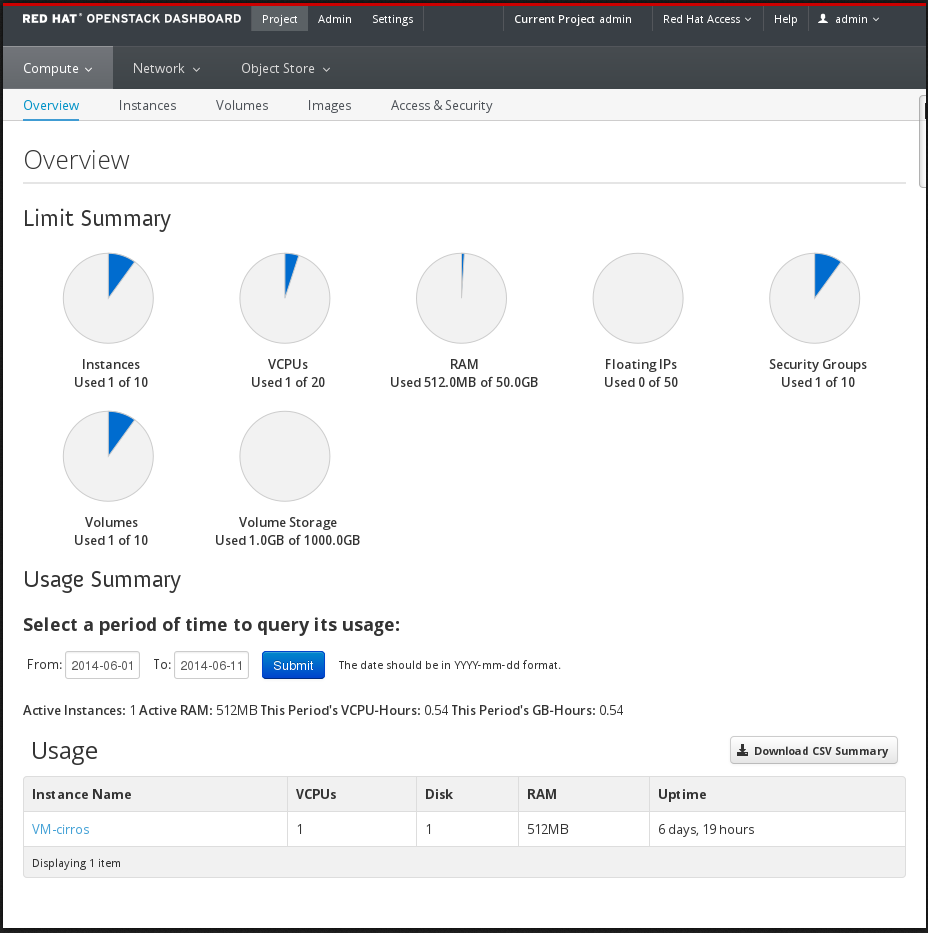 RED HAT® OPENSTACK DASHBOARD Project Admin Settings Current Project admin Red Hat Access Help admin
Compute Network Object Store
Overview Instances Volumes Images Access & Security
Overview
Limit Summary
Instances VCPUs RAM Floating IPs Security Groups
Used 1 of 10 Used 1 of 20 Used 512.0MB of 50.0GB Used 0 of 50 Used 1 of 10
Volumes Volume Storage
Used 1 of 10 Used 1.0GB of 1000.0GB
Usage Summary
Select a period of time to query its usage:
From: 2014-06-01 To: 2014-06-11 Submit The date should be in YYYY-mm-dd format.
Active Instances: 1 Active RAM: 512MB This Period's VCPU-Hours: 0.54 This Period's GB-Hours: 0.54
Usage Download CSV Summary
Instance Name VCPUs Disk RAM Uptime
VM-cirros 1 1 512MB 6 days, 19 hours
Displaying 1 item